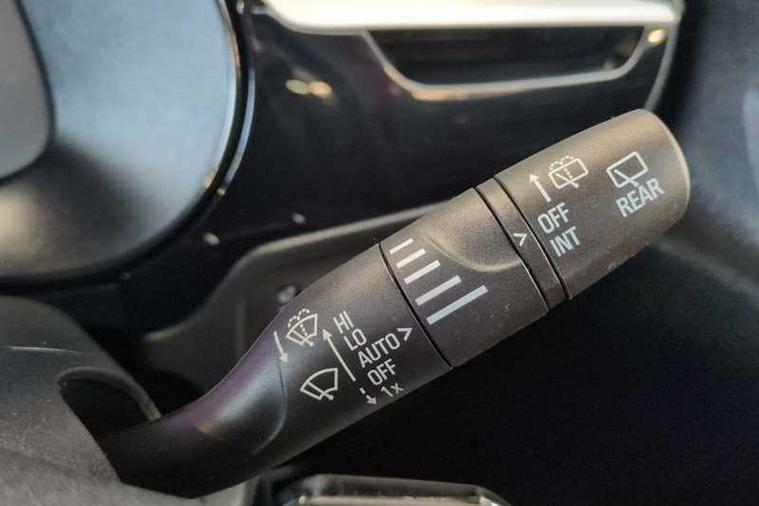 HI
LO
AUTO >
OFF
1x
>
OFF
INT
REAR